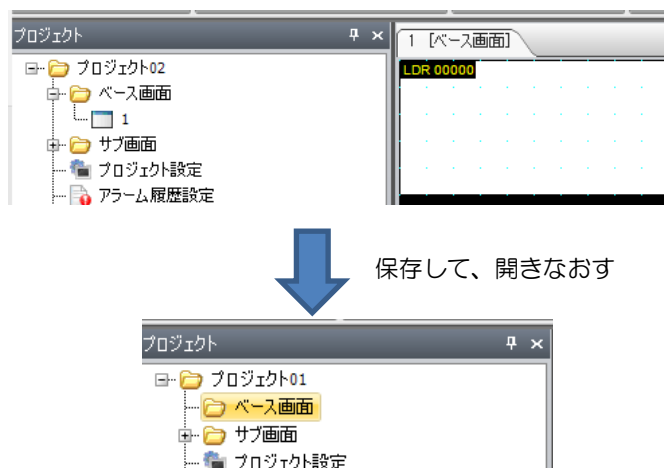 プロジェクト
1 [ベース画面]
プロジェクト02
LDR 00000
ベース画面
1
サブ画面
プロジェクト設定
アラーム履歴設定
保存して、開きなおす
プロジェクト
プロジェクト01
ベース画面
サブ画面
プロジェクト設定